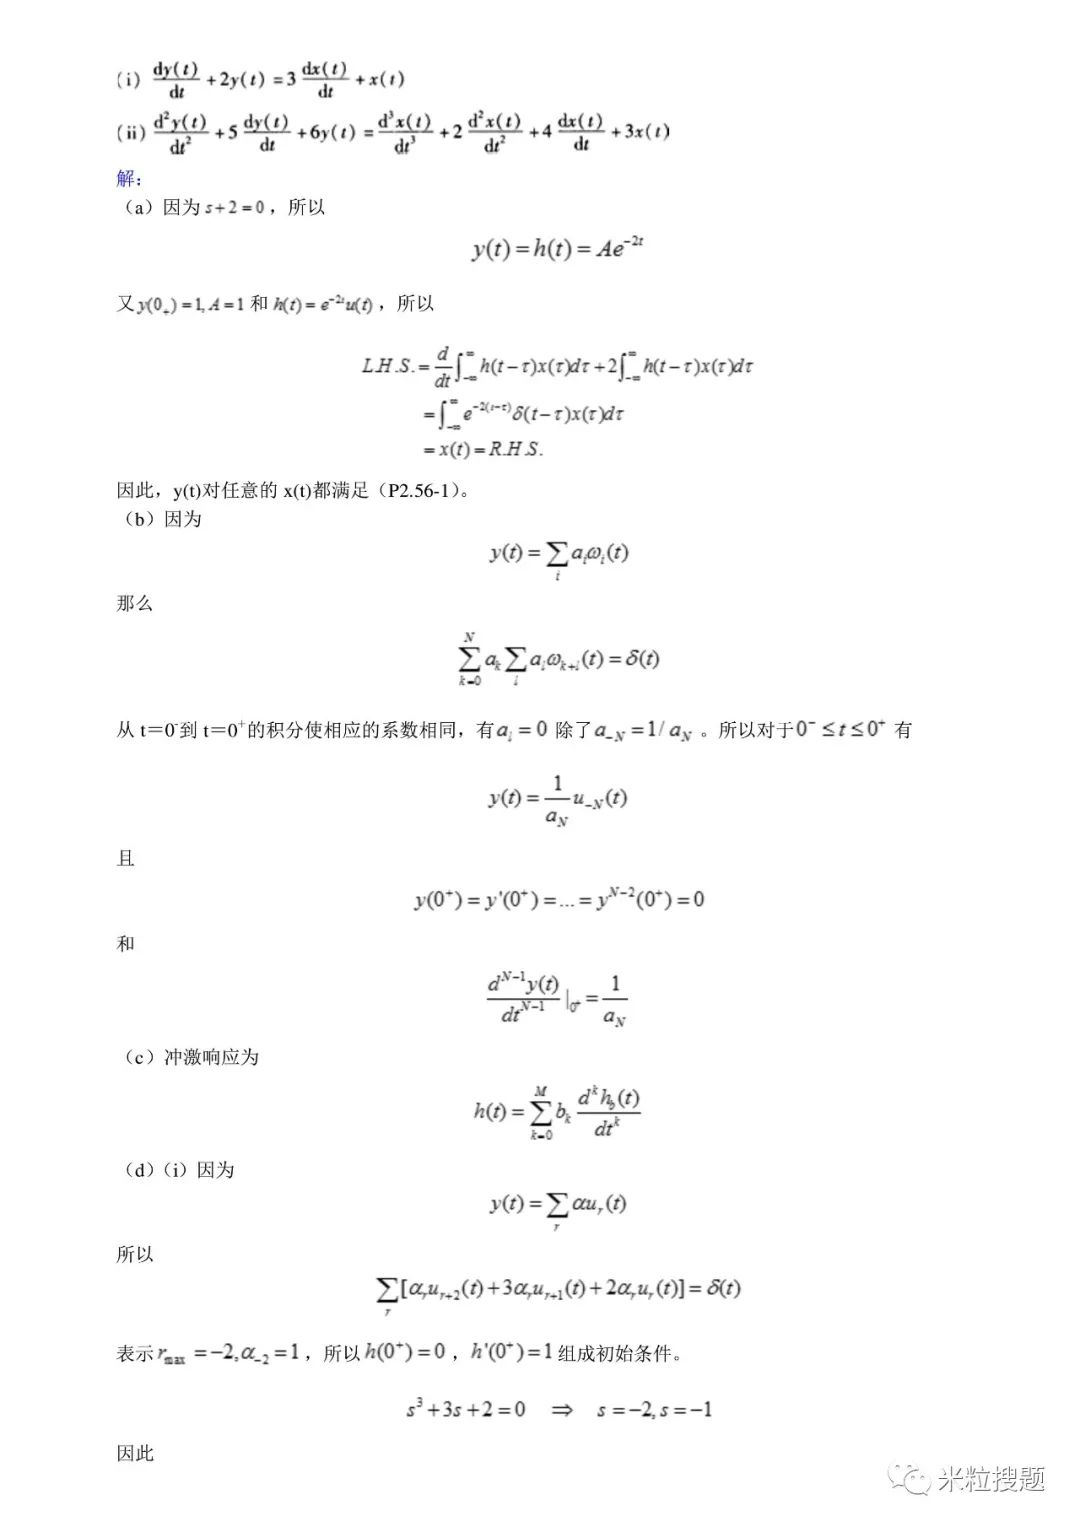 (i) dy(t)/dt + 2y(t) = 3 dx(t)/dt + x(t)
(ii) d²y(t)/dt² + 5 dy(t)/dt + 6y(t) = d³x(t)/dt³ + 2 d²x(t)/dt² + 4 dx(t)/dt + 3x(t)
解：
（a）因为 s+2=0，所以
y(t) = h(t) = Ae^{-2t}
又 y(0₊)=1, A=1 和 h(t) = e^{-2t}u(t)，所以
L.H.S. = d/dt ∫_{-∞}^{∞} h(t-τ)x(τ)dτ + 2∫_{-∞}^{∞} h(t-τ)x(τ)dτ
= ∫_{-∞}^{∞} e^{-2(t-τ)} δ(t-τ)x(τ)dτ
= x(t) = R.H.S.
因此，y(t)对任意的 x(t)都满足（P2.56-1）。
（b）因为
y(t) = ∑_i a_i ω_i(t)
那么
∑_{k=0}^{N} a_k ∑_i a_i ω_{k+i}(t) = δ(t)
从 t＝0⁻到 t＝0⁺的积分使相应的系数相同，有 a_i = 0 除了 a_{-N} = 1/a_N 。所以对于 0⁻ ≤ t ≤ 0⁺ 有
y(t) = 1/a_N u_{-N}(t)
且
y(0⁺) = y'(0⁺) = ... = y^{N-2}(0⁺) = 0
和
d^{N-1}y(t)/dt^{N-1} |_{0⁺} = 1/a_N
（c）冲激响应为
h(t) = ∑_{k=0}^{M} b_k d^k h_b(t)/dt^k
（d）（i）因为
y(t) = ∑_r αu_r(t)
所以
∑_r [α_r u_{r+2}(t) + 3α_r u_{r+1}(t) + 2α_r u_r(t)] = δ(t)
表示 r_max = -2, α_{-2} = 1，所以 h(0⁺) = 0，h'(0⁺) = 1 组成初始条件。
s³ + 3s + 2 = 0 ⇒ s = -2, s = -1
因此
米粒搜题